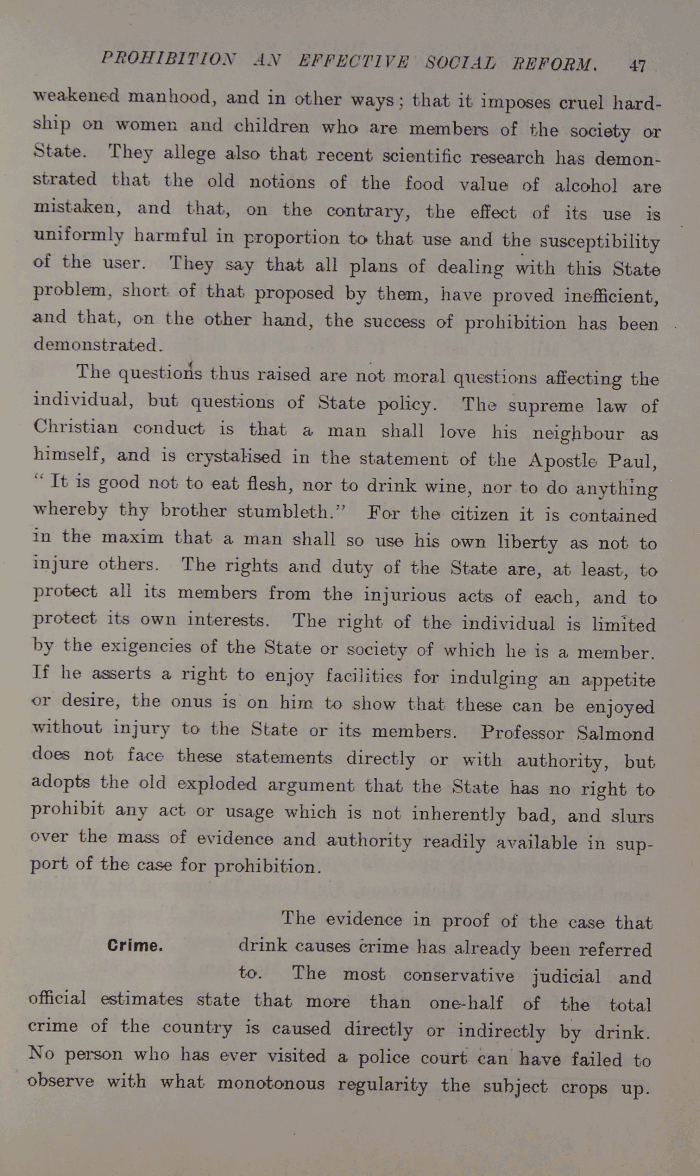 PROHIBITION AN EFFECTIVE SOCIAL REFORM. 47
weakened manhood, and in other ways; that it imposes cruel hard-
ship on women and children who are members of the society or
State. They allege also that recent scientific research has demon-
strated that the old notions of the food value of alcohol are
mistaken, and that, on the contrary, the effect of its use is
uniformly harmful in proportion to that use and the susceptibility
of the user. They say that all plans of dealing with this State
problem, short of that proposed by them, have proved inefficient,
and that, on the other hand, the success of prohibition has been
demonstrated.
The questions thus raised are not moral questions affecting the
individual, but questions of State policy. The supreme law of
Christian conduct is that a man shall love his neighbour as
himself, and is crystalised in the statement of the Apostle Paul,
“ It is good not to eat flesh, nor to drink wine, nor to do anything
whereby thy brother stumbleth.” For the citizen it is contained
in the maxim that a man shall so use his own liberty as not to
injure others. The rights and duty of the State are, at least, to
protect all its members from the injurious acts of each, and to
protect its own interests. The right of the individual is limited
by the exigencies of the State or society of which he is a member.
If he asserts a right to enjoy facilities for indulging an appetite
or desire, the onus is on him to show that these can be enjoyed
without injury to the State or its members. Professor Salmond
does not face these statements directly or with authority, but
adopts the old exploded argument that the State has no right to
prohibit any act or usage which is not inherently bad, and slurs
over the mass of evidence and authority readily available in sup-
port of the case for prohibition.
The evidence in proof of the case that
Crime. drink causes crime has already been referred
to. The most conservative judicial and
official estimates state that more than one-half of the total
crime of the country is caused directly or indirectly by drink.
No person who has ever visited a police court can have failed to
observe with what monotonous regularity the subject crops up.